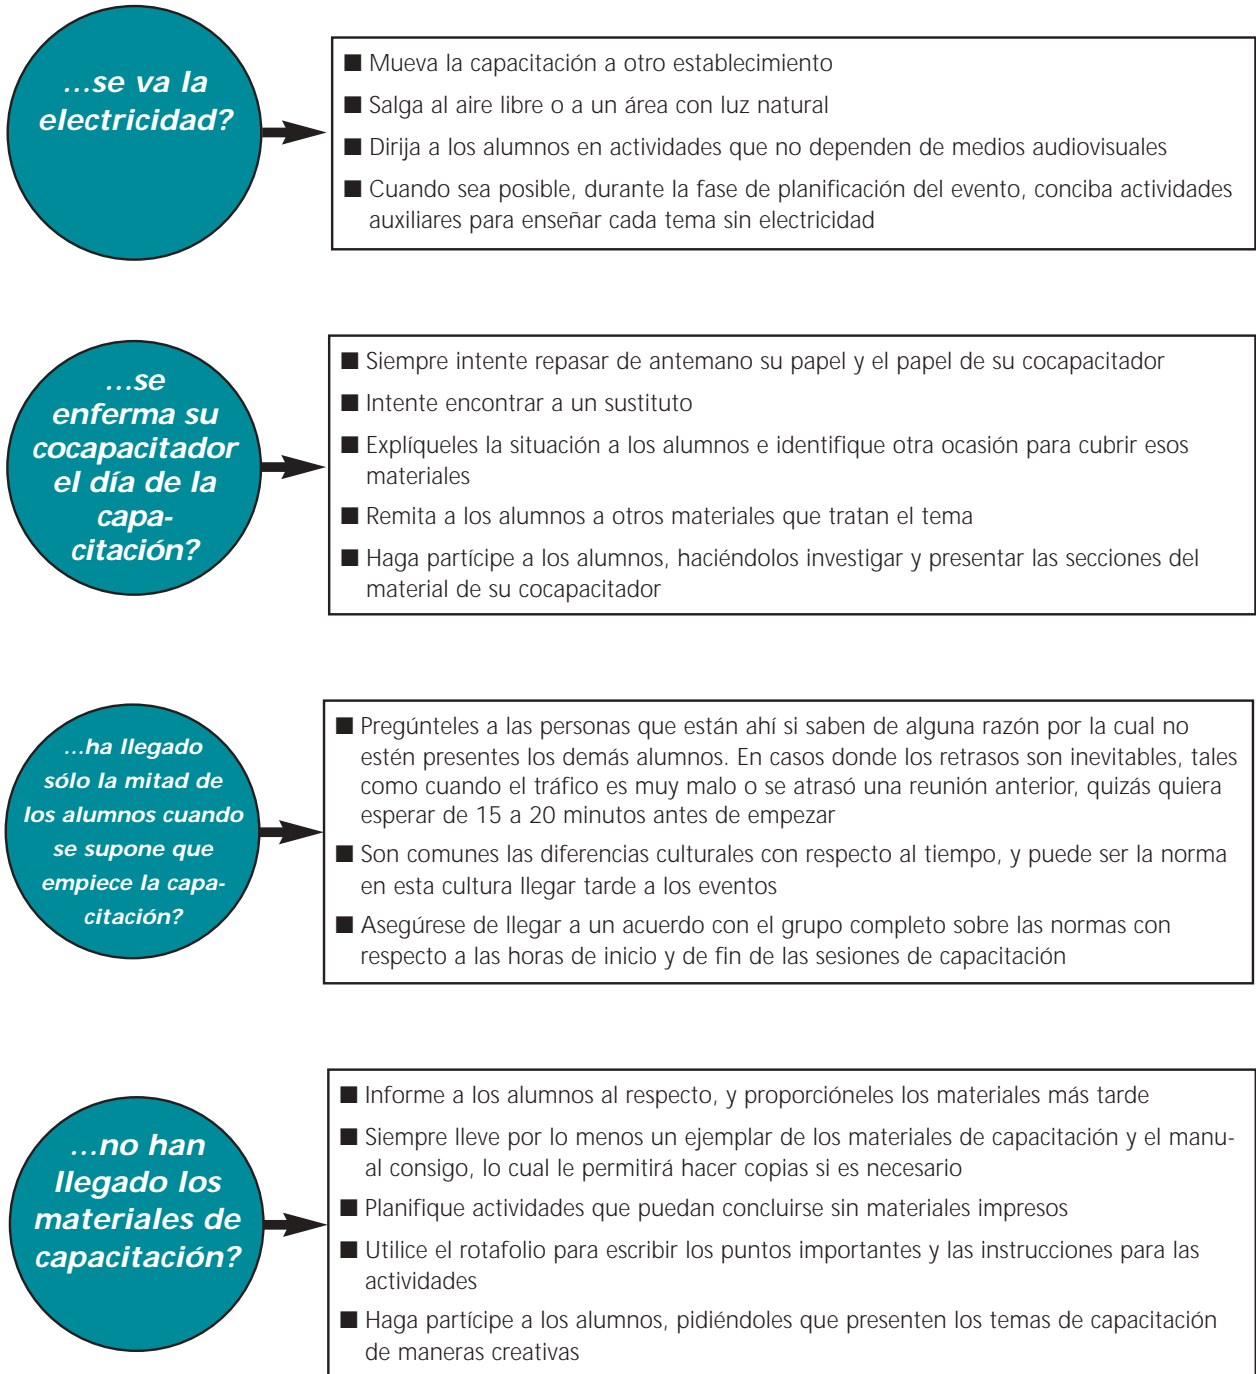 ...se va la
electricidad?
■ Mueva la capacitación a otro establecimiento
■ Salga al aire libre o a un área con luz natural
■ Dirija a los alumnos en actividades que no dependen de medios audiovisuales
■ Cuando sea posible, durante la fase de planificación del evento, conciba actividades
auxiliares para enseñar cada tema sin electricidad
...se
enferma su
cocapacitador
el día de la
capa-
citación?
■ Siempre intente repasar de antemano su papel y el papel de su cocapacitador
■ Intente encontrar a un sustituto
■ Explíqueles la situación a los alumnos e identifique otra ocasión para cubrir esos
materiales
■ Remita a los alumnos a otros materiales que tratan el tema
■ Haga partícipe a los alumnos, haciéndolos investigar y presentar las secciones del
material de su cocapacitador
...ha llegado
sólo la mitad de
los alumnos cuando
se supone que
empiece la capa-
citación?
■ Pregúnteles a las personas que están ahí si saben de alguna razón por la cual no
estén presentes los demás alumnos. En casos donde los retrasos son inevitables, tales
como cuando el tráfico es muy malo o se atrasó una reunión anterior, quizás quiera
esperar de 15 a 20 minutos antes de empezar
■ Son comunes las diferencias culturales con respecto al tiempo, y puede ser la norma
en esta cultura llegar tarde a los eventos
■ Asegúrese de llegar a un acuerdo con el grupo completo sobre las normas con
respecto a las horas de inicio y de fin de las sesiones de capacitación
...no han
llegado los
materiales de
capacitación?
■ Informe a los alumnos al respecto, y proporcióneles los materiales más tarde
■ Siempre lleve por lo menos un ejemplar de los materiales de capacitación y el manu-
al consigo, lo cual le permitirá hacer copias si es necesario
■ Planifique actividades que puedan concluirse sin materiales impresos
■ Utilice el rotafolio para escribir los puntos importantes y las instrucciones para las
actividades
■ Haga partícipe a los alumnos, pidiéndoles que presenten los temas de capacitación
de maneras creativas